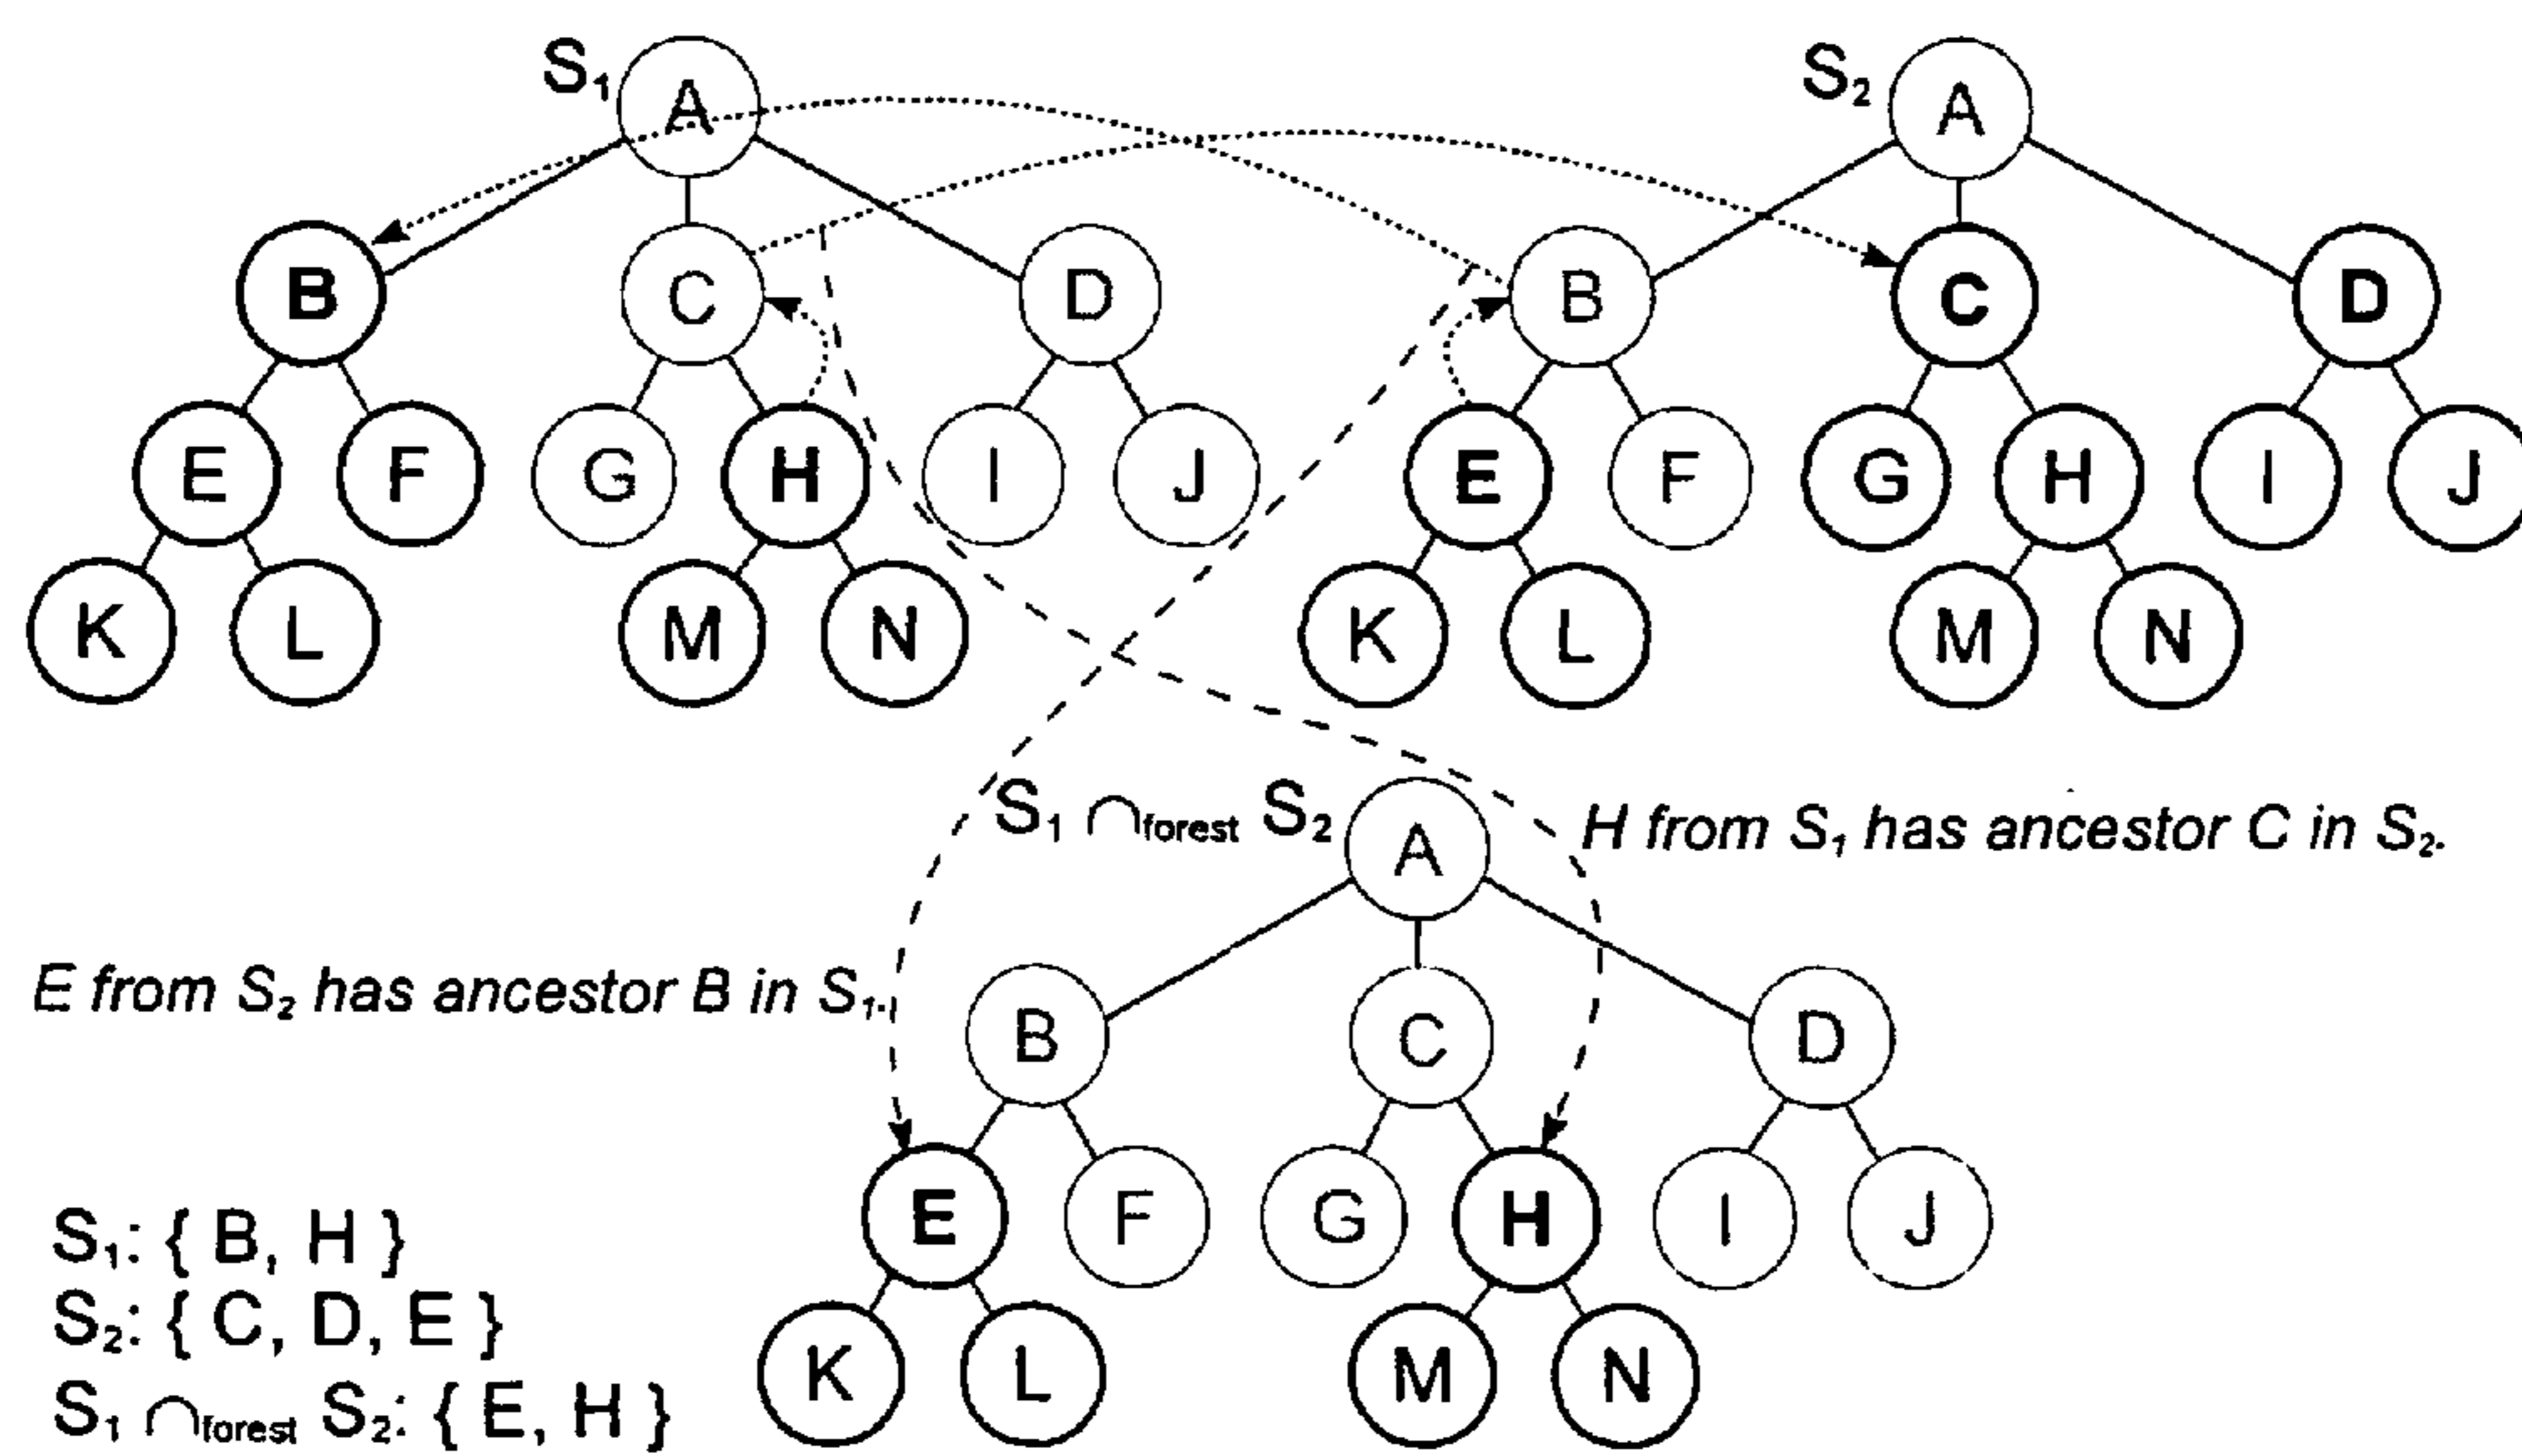 S₁ A S₂ A
B C D B C D
E F G H I J E F G H I J
K L M N K L M N
S₁ ∩forest S₂ A H from S₁ has ancestor C in S₂.
E from S₂ has ancestor B in S₁. B C D
E F G H I J
S₁: { B, H }
S₂: { C, D, E }
K L M N
S₁ ∩forest S₂: { E, H }